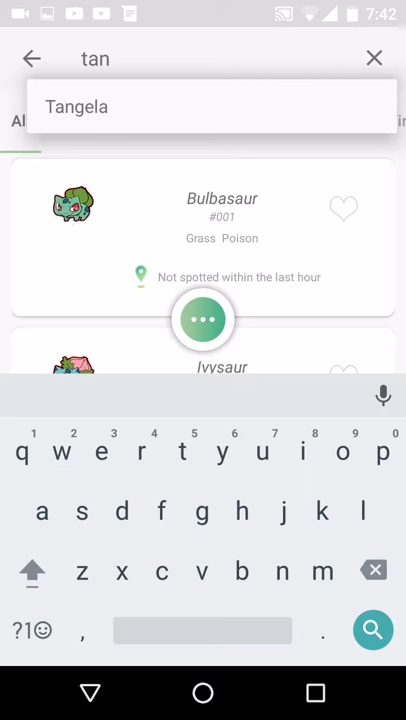 7:42
tan
Tangela
Al
Bulbasaur
#001
Grass Poison
Not spotted within the last hour
Ivysaur
1 2 3 4 5 6 7 8 9 0
q w e r t y u i o p
a s d f g h j k l
z x c v b n m
?1☺ , .